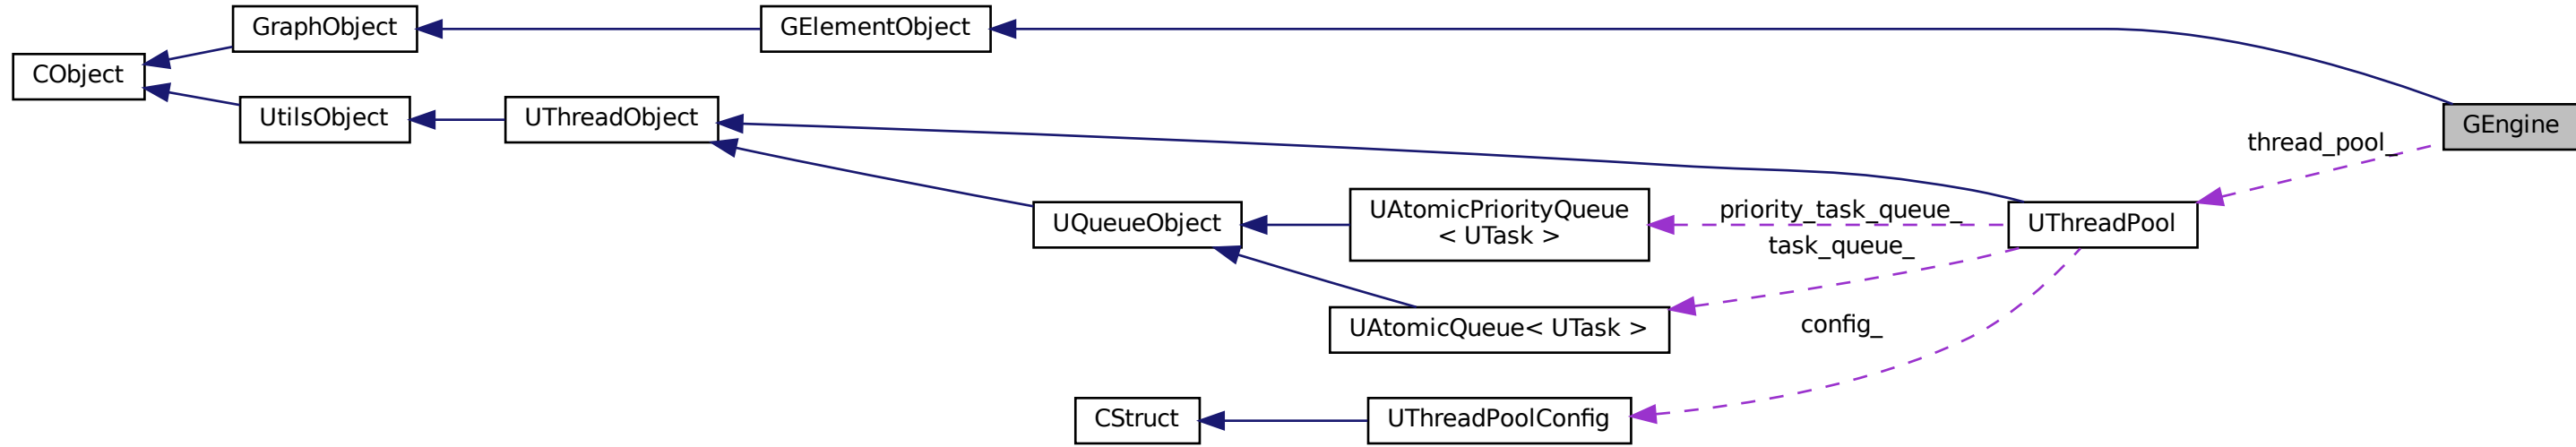 GraphObject
GElementObject
CObject
UtilsObject
UThreadObject
GEngine
thread_pool_
UQueueObject
UAtomicPriorityQueue
< UTask >
priority_task_queue_
UThreadPool
task_queue_
UAtomicQueue< UTask >
config_
CStruct
UThreadPoolConfig